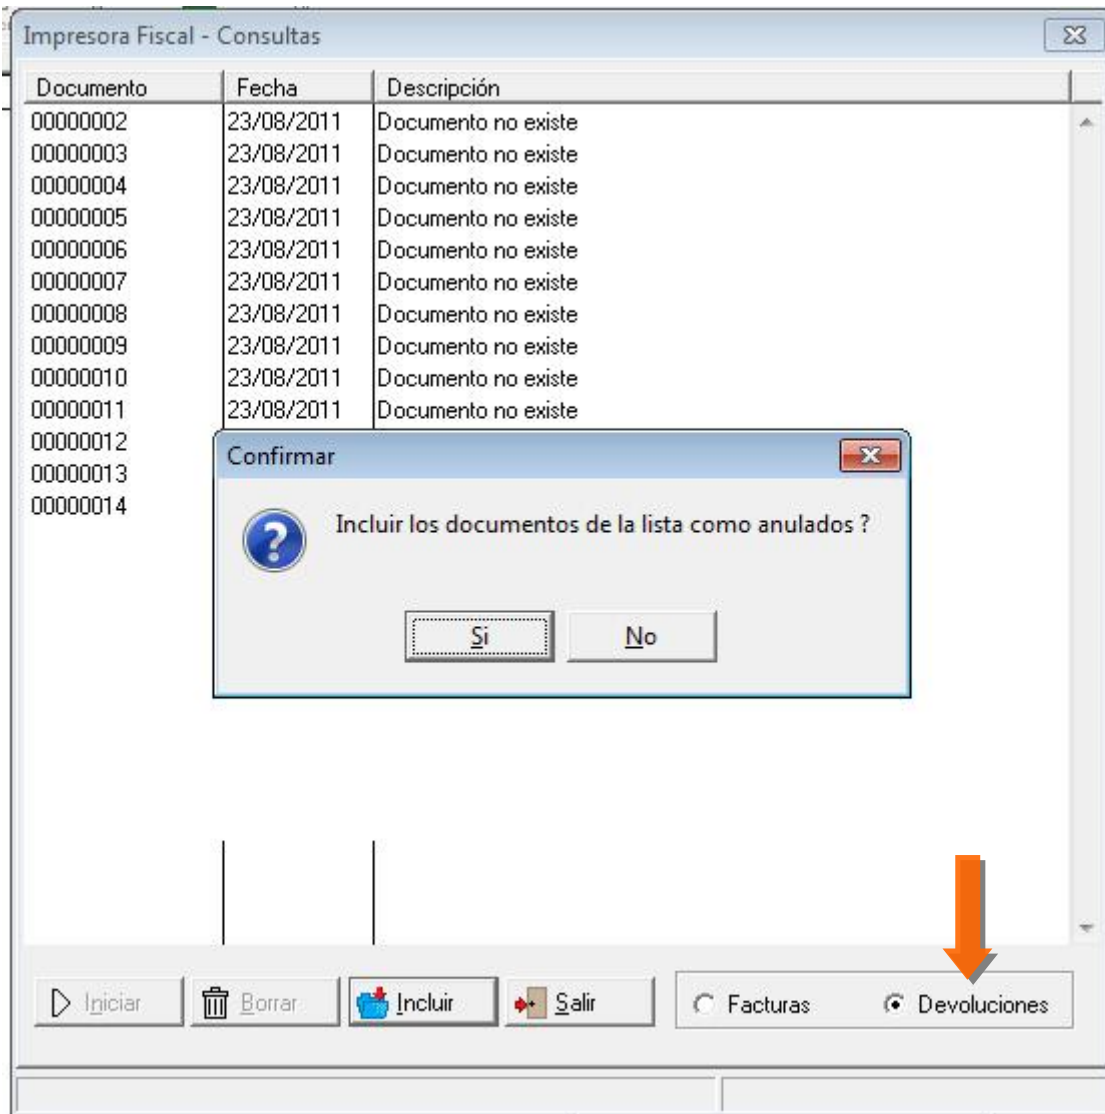 Impresora Fiscal - Consultas
Documento Fecha Descripción
00000002 23/08/2011 Documento no existe
00000003 23/08/2011 Documento no existe
00000004 23/08/2011 Documento no existe
00000005 23/08/2011 Documento no existe
00000006 23/08/2011 Documento no existe
00000007 23/08/2011 Documento no existe
00000008 23/08/2011 Documento no existe
00000009 23/08/2011 Documento no existe
00000010 23/08/2011 Documento no existe
00000011 23/08/2011 Documento no existe
00000012
00000013
00000014
Confirmar
Incluir los documentos de la lista como anulados ?
Si No
Iniciar Borrar Incluir Salir Facturas Devoluciones